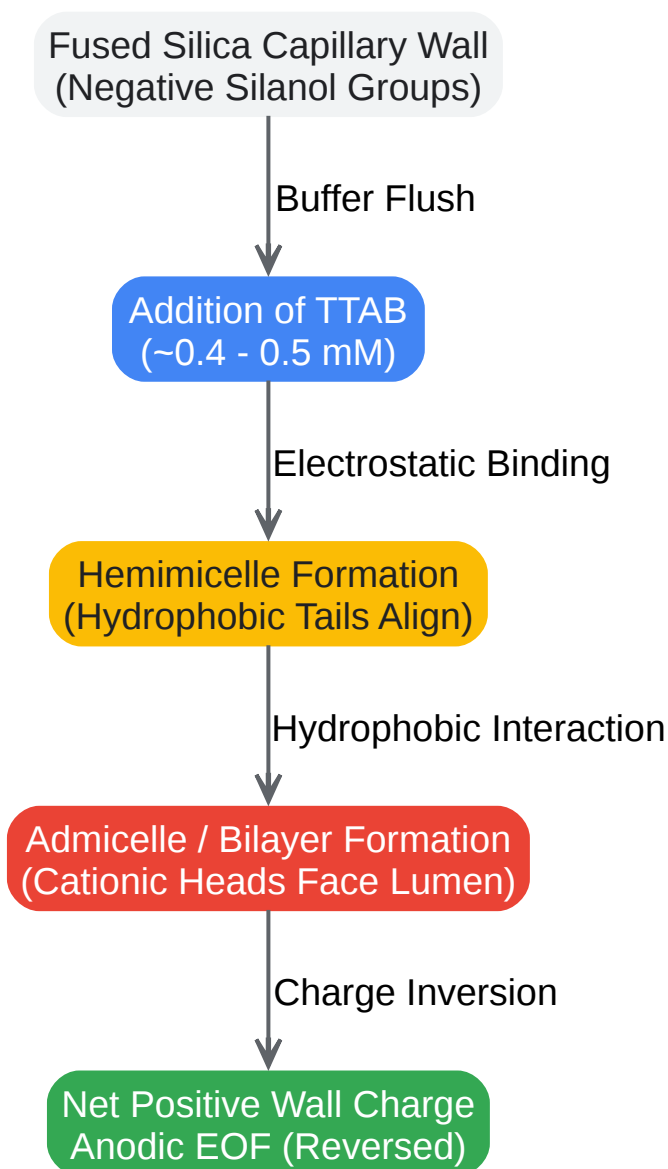 Fused Silica Capillary Wall
(Negative Silanol Groups)
Buffer Flush
Addition of TTAB
(~0.4 - 0.5 mM)
Electrostatic Binding
Hemimicelle Formation
(Hydrophobic Tails Align)
Hydrophobic Interaction
Admicelle / Bilayer Formation
(Cationic Heads Face Lumen)
Charge Inversion
Net Positive Wall Charge
Anodic EOF (Reversed)